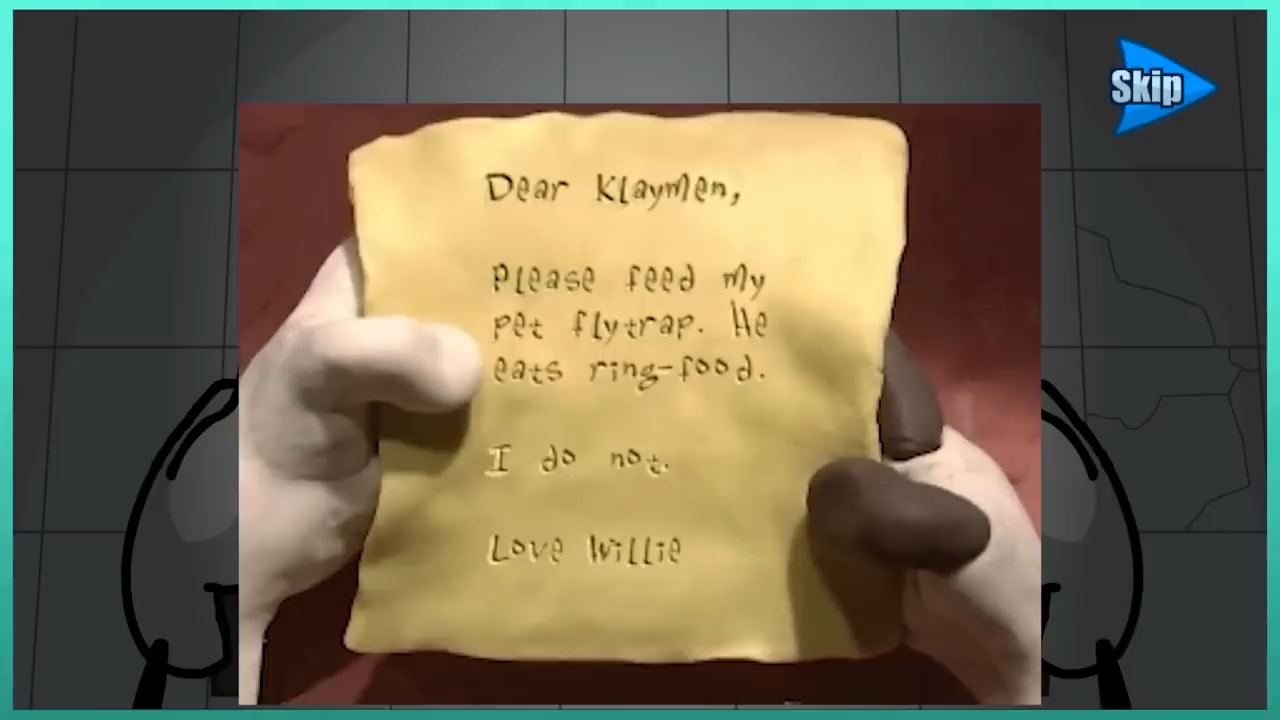 Skip
Dear Klaymen,
Please feed my
pet flytrap. He
eats ring-food.
I do not.
Love Willie